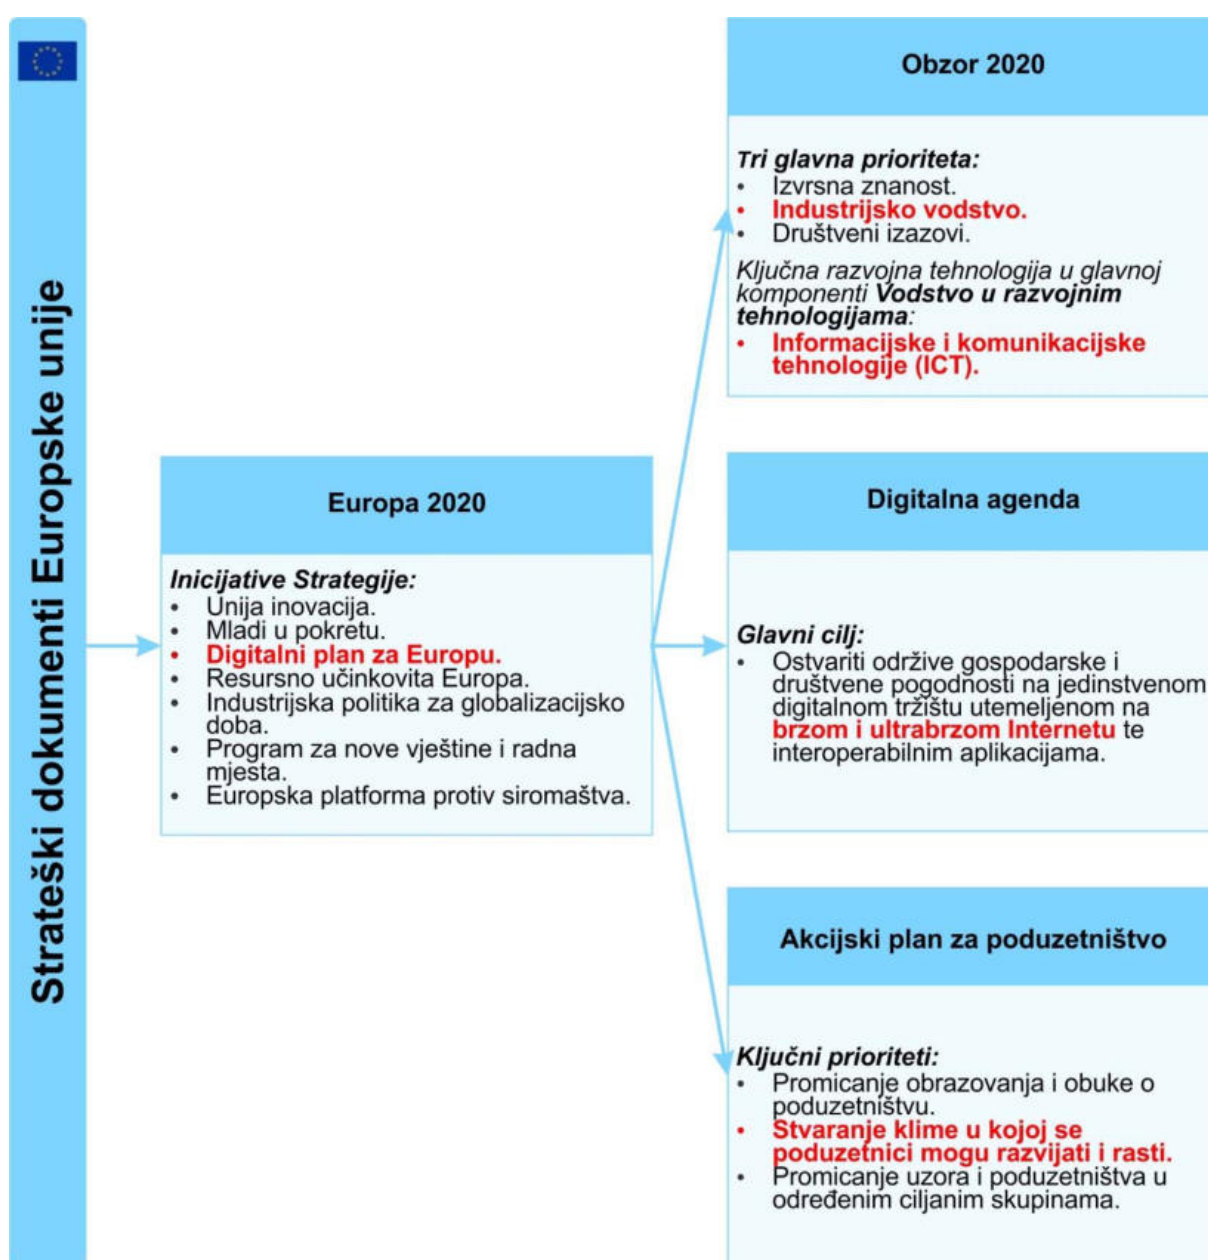 Strateški dokumenti Europske unije
Europa 2020
Inicijative Strategije:
• Unija inovacija.
• Mladi u pokretu.
• Digitalni plan za Europu.
• Resursno učinkovita Europa.
• Industrijska politika za globalizacijsko
doba.
• Program za nove vještine i radna
mjesta.
• Europska platforma protiv siromaštva.
Obzor 2020
Tri glavna prioriteta:
• Izvrsna znanost.
• Industrijsko vodstvo.
• Društveni izazovi.
Ključna razvojna tehnologija u glavnoj
komponenti Vodstvo u razvojnim
tehnologijama:
• Informacijske i komunikacijske
tehnologije (ICT).
Digitalna agenda
Glavni cilj:
• Ostvariti održive gospodarske i
društvene pogodnosti na jedinstvenom
digitalnom tržištu utemeljenom na
brzom i ultrabrzom Internetu te
interoperabilnim aplikacijama.
Akcijski plan za poduzetništvo
Ključni prioriteti:
• Promicanje obrazovanja i obuke o
poduzetništvu.
• Stvaranje klime u kojoj se
poduzetnici mogu razvijati i rasti.
• Promicanje uzora i poduzetništva u
određenim ciljanim skupinama.